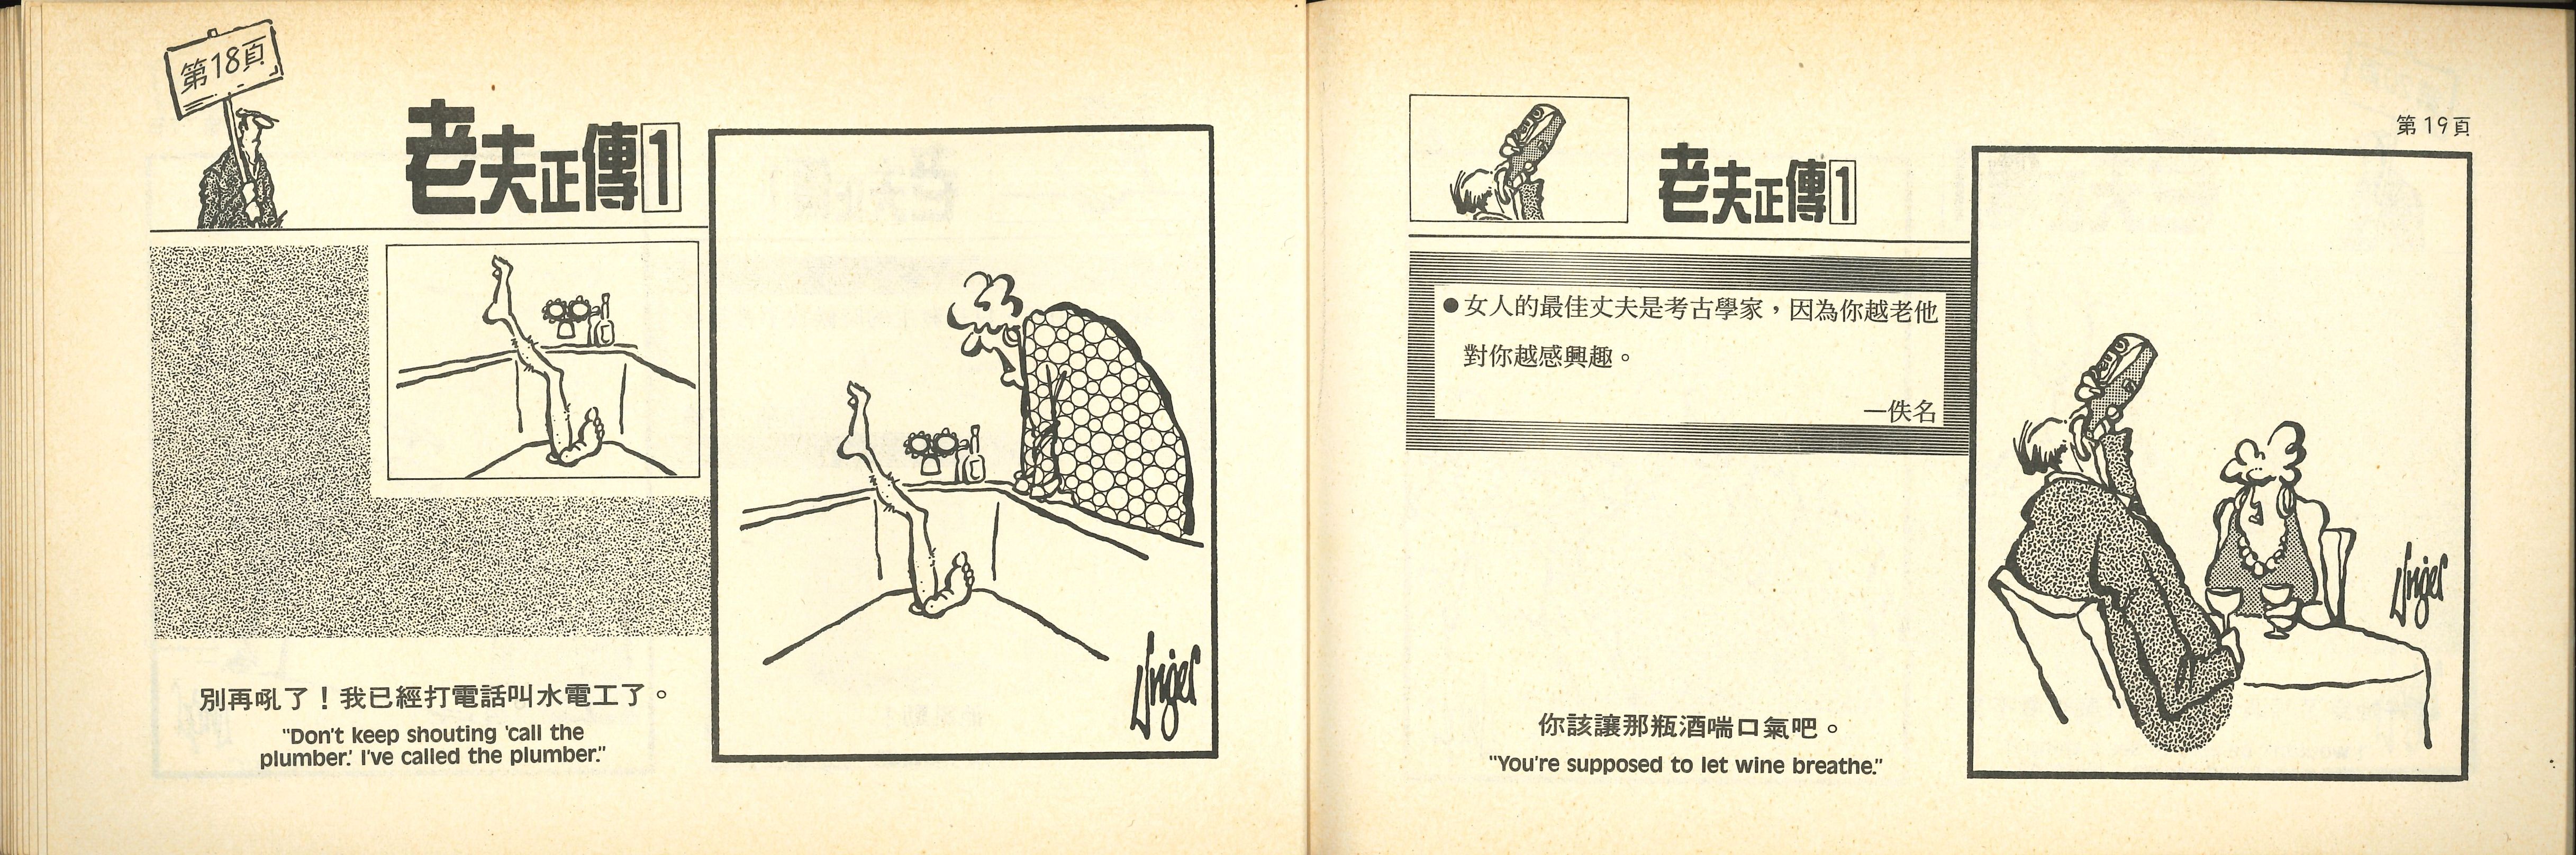 第18頁
老夫正傳1
別再吼了！我已經打電話叫水電工了。
"Don't keep shouting 'call the
plumber.' I've called the plumber."
Unger
第19頁
老夫正傳1
●女人的最佳丈夫是考古學家，因為你越老他
對你越感興趣。
—佚名
你該讓那瓶酒喘口氣吧。
"You're supposed to let wine breathe."
Unger